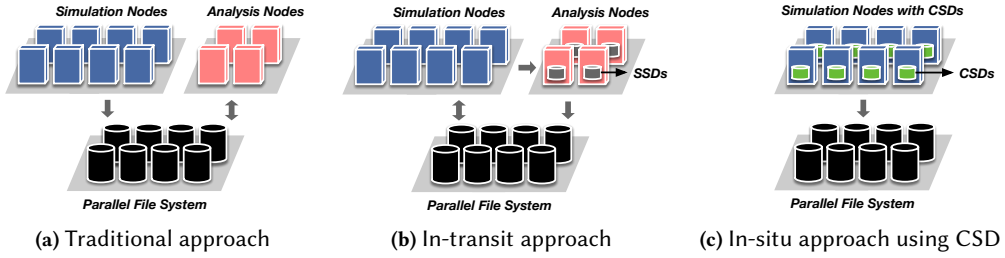 Simulation Nodes
Analysis Nodes
Parallel File System
(a) Traditional approach
Simulation Nodes
Analysis Nodes
SSDs
Parallel File System
(b) In-transit approach
Simulation Nodes with CSDs
CSDs
Parallel File System
(c) In-situ approach using CSD